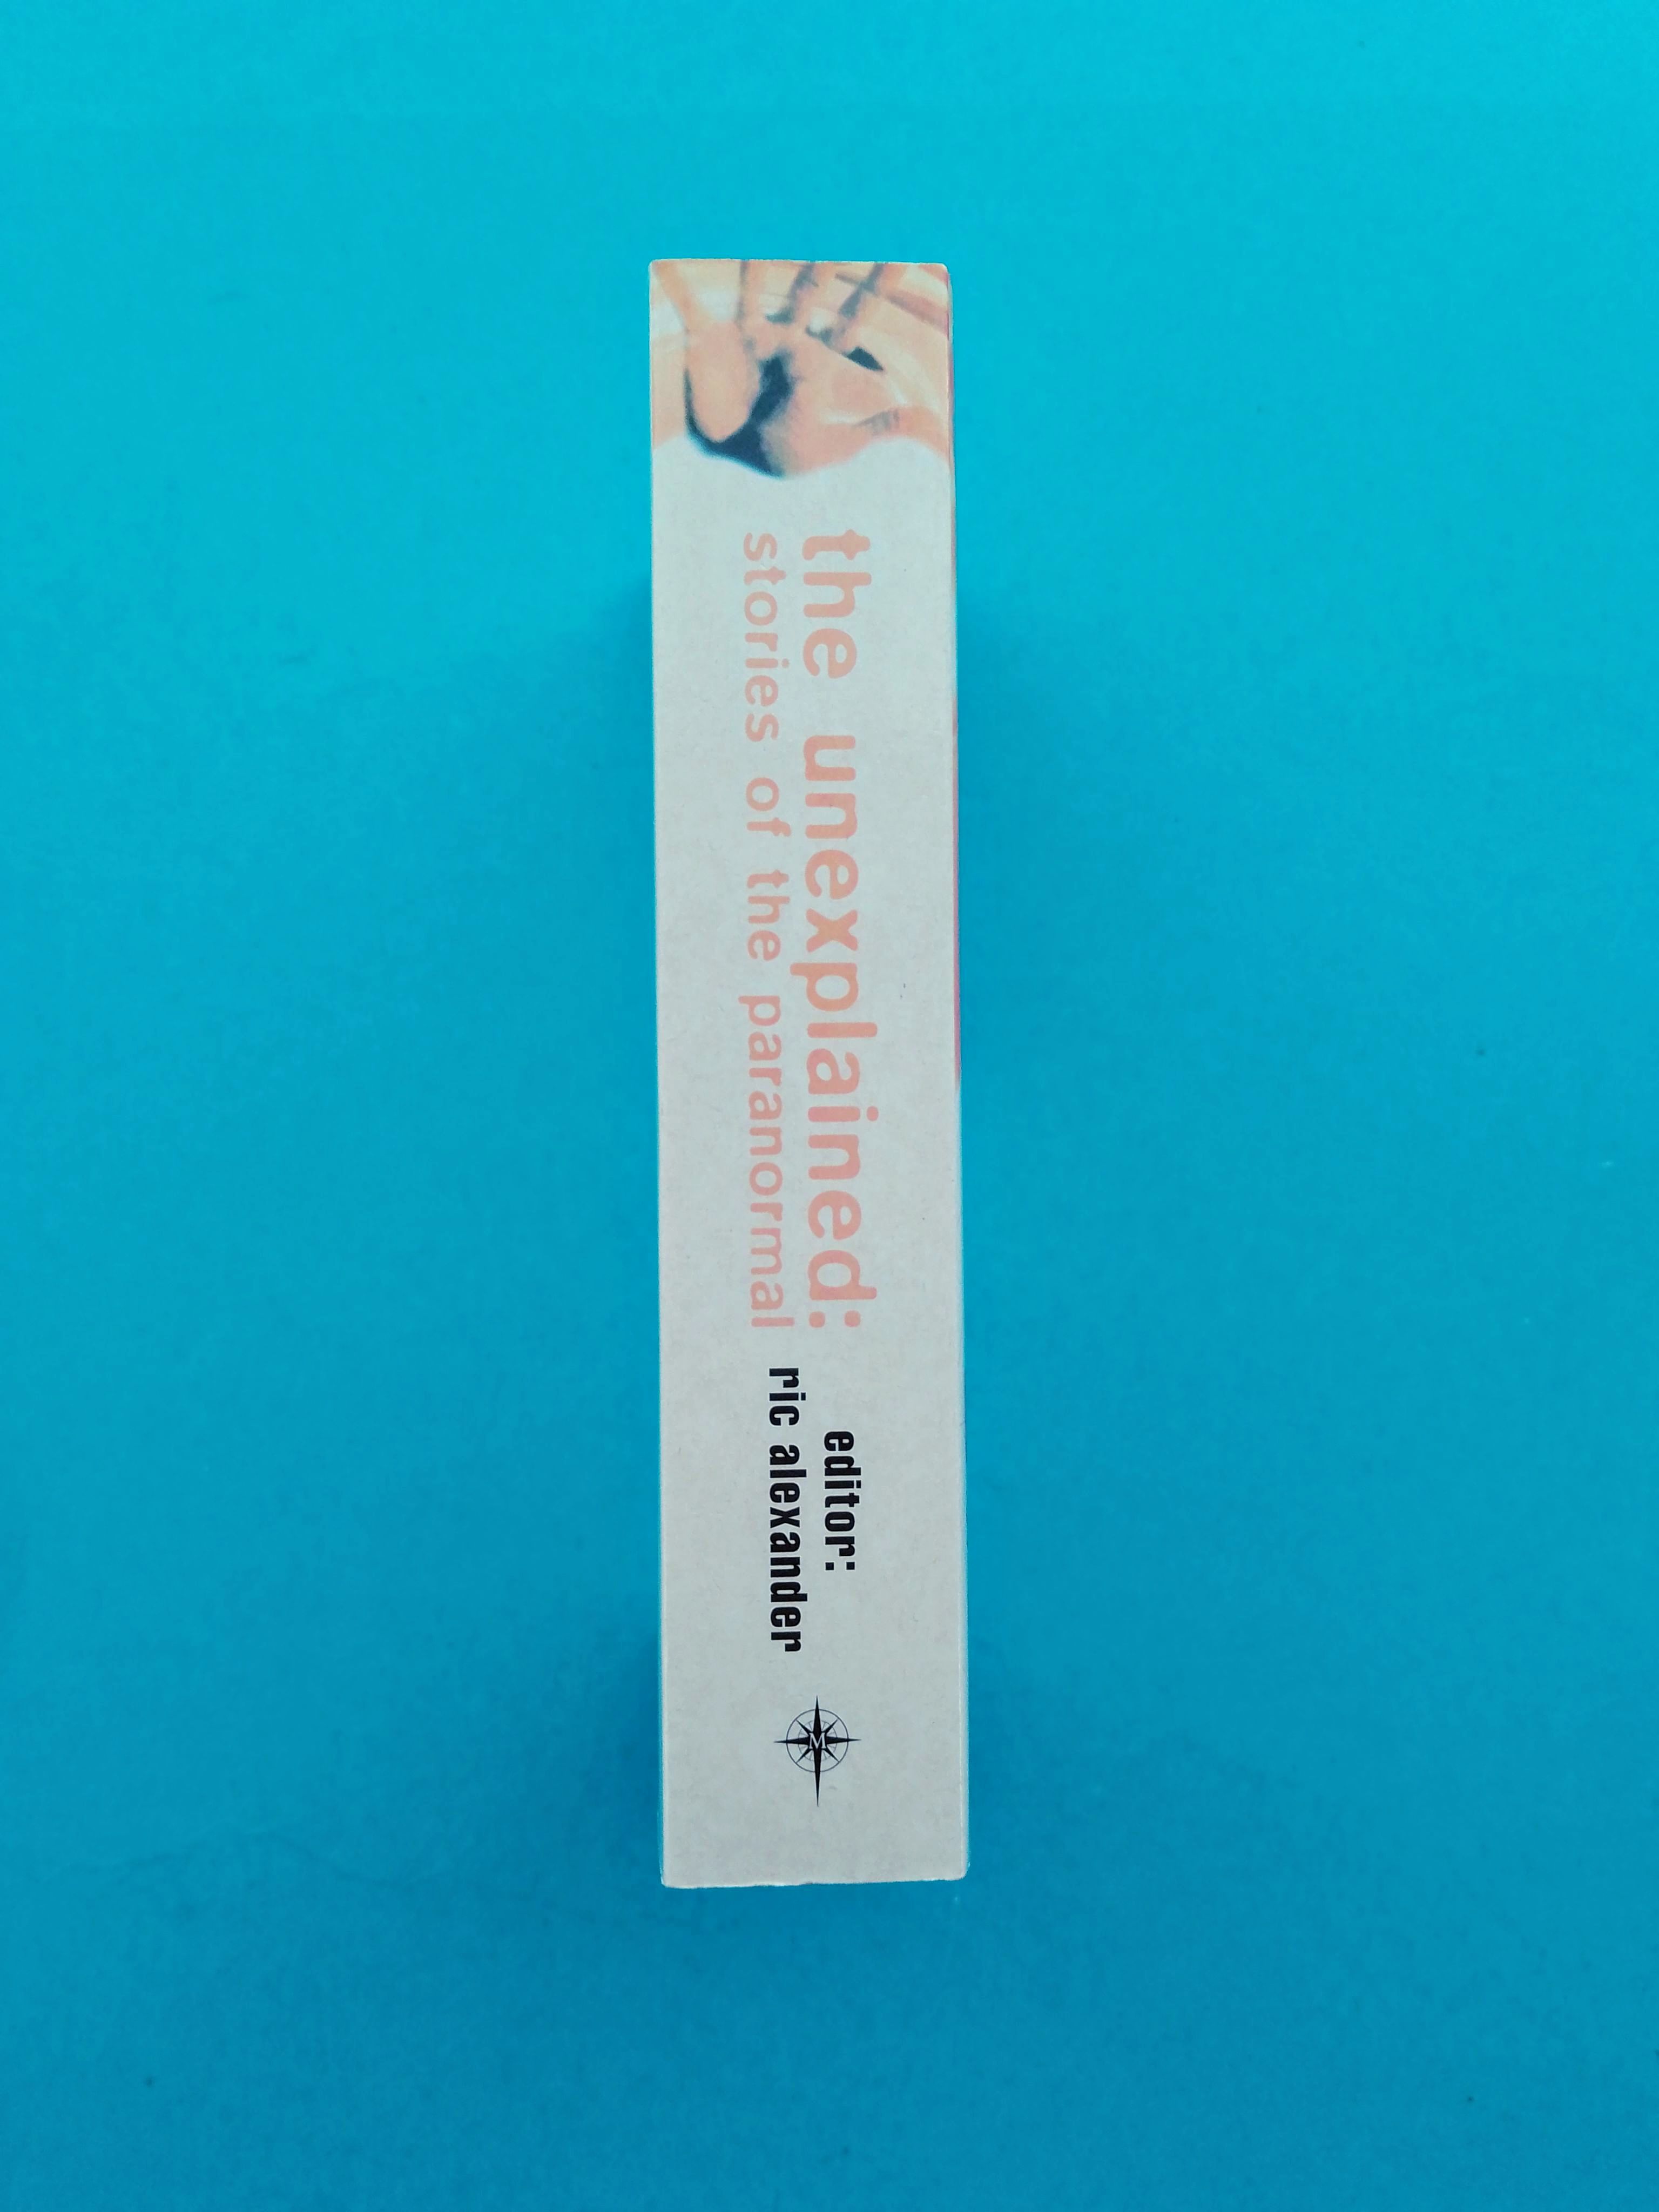 the unexplained:
stories of the paranormal
editor:
ric alexander
M